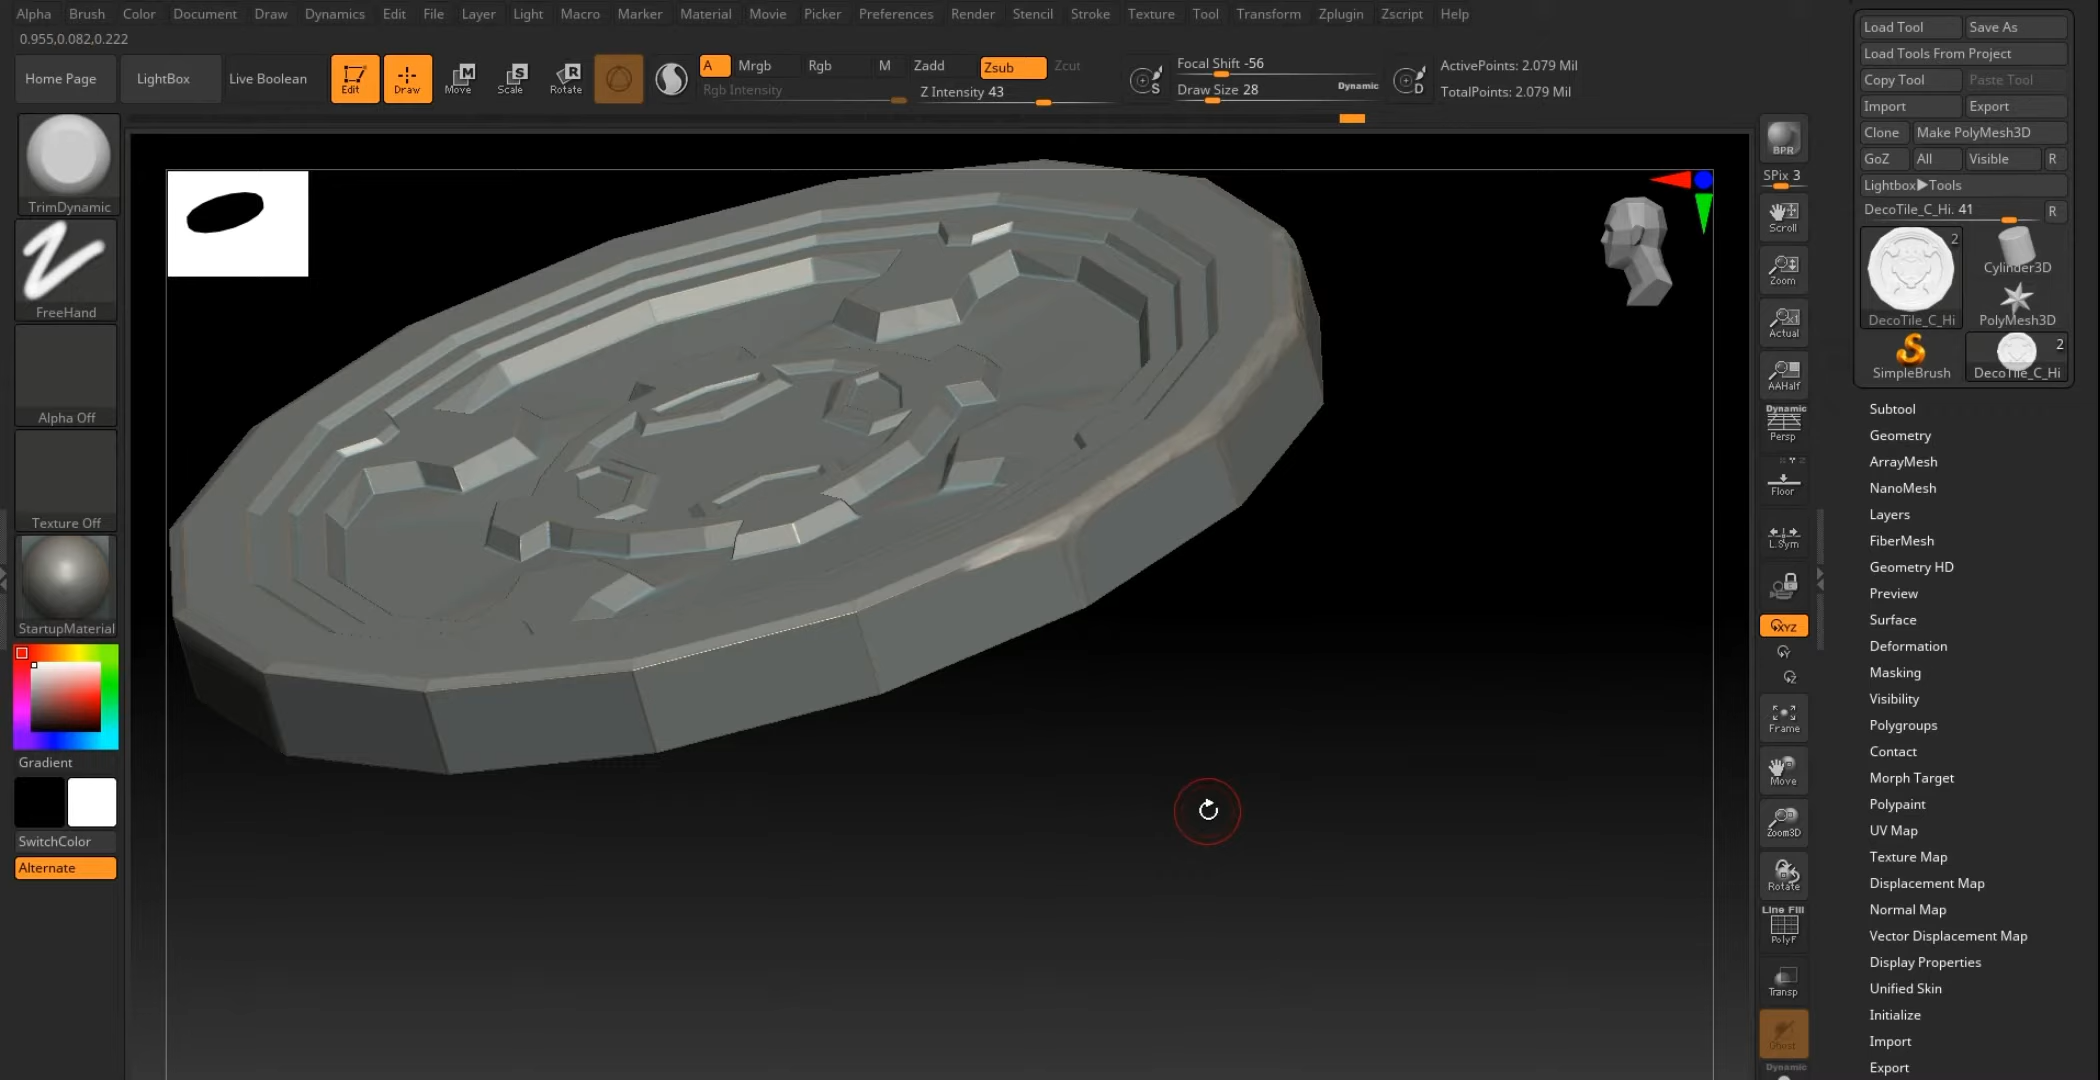 Alpha Brush Color Document Draw Dynamics Edit File Layer Light Macro Marker Material Movie Picker Preferences Render Stencil Stroke Texture Tool Transform Zplugin Zscript Help
0.955,0.082,0.222
Home Page
LightBox
Live Boolean
Edit
Draw
Move
Scale
Rotate
A
Mrgb
Rgb
M
Zadd
Zsub
Zcut
Rgb Intensity
Z Intensity 43
Focal Shift -56
Draw Size 28
Dynamic
ActivePoints: 2.079 Mil
TotalPoints: 2.079 Mil
TrimDynamic
FreeHand
Alpha Off
Texture Off
StartupMaterial
Gradient
SwitchColor
Alternate
BPR
SPix 3
Scroll
Zoom
Actual
AAHalf
Dynamic
Persp
Floor
L.Sym
XYZ
Frame
Move
Zoom3D
Rotate
Line Fill
PolyF
Transp
Ghost
Dynamic
Load Tool
Save As
Load Tools From Project
Copy Tool
Paste Tool
Import
Export
Clone
Make PolyMesh3D
GoZ
All
Visible
R
Lightbox▶Tools
DecoTile_C_Hi. 41
R
2
DecoTile_C_Hi
Cylinder3D
PolyMesh3D
SimpleBrush
2
DecoTile_C_Hi
Subtool
Geometry
ArrayMesh
NanoMesh
Layers
FiberMesh
Geometry HD
Preview
Surface
Deformation
Masking
Visibility
Polygroups
Contact
Morph Target
Polypaint
UV Map
Texture Map
Displacement Map
Normal Map
Vector Displacement Map
Display Properties
Unified Skin
Initialize
Import
Export